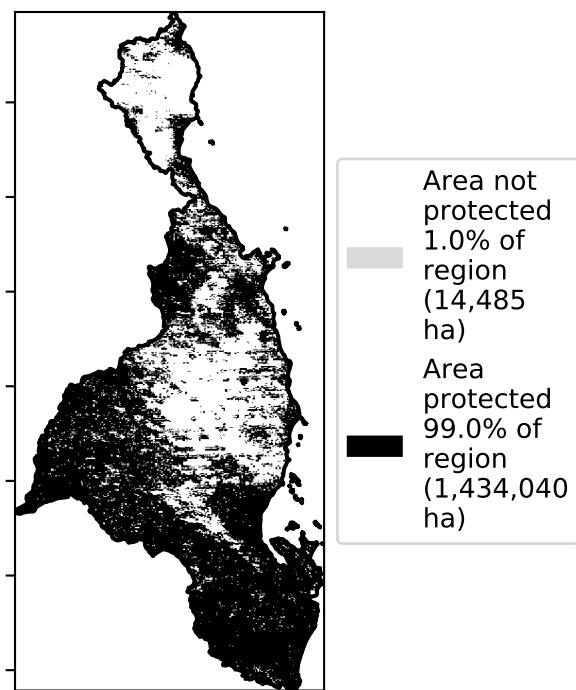 Area not
protected
1.0% of
region
(14,485
ha)
Area
protected
99.0% of
region
(1,434,040
ha)